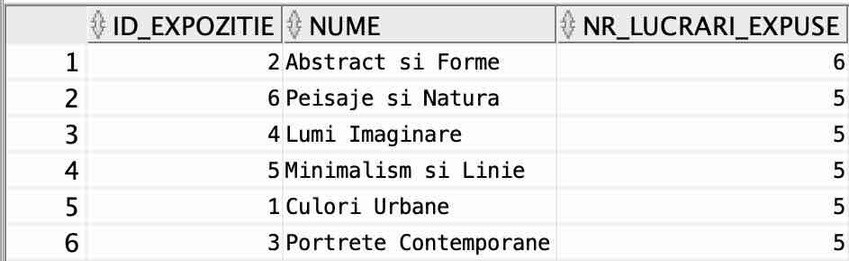 ID_EXPOZITIE NUME NR_LUCRARI_EXPUSE
1 2 Abstract si Forme 6
2 6 Peisaje si Natura 5
3 4 Lumi Imaginare 5
4 5 Minimalism si Linie 5
5 1 Culori Urbane 5
6 3 Portrete Contemporane 5